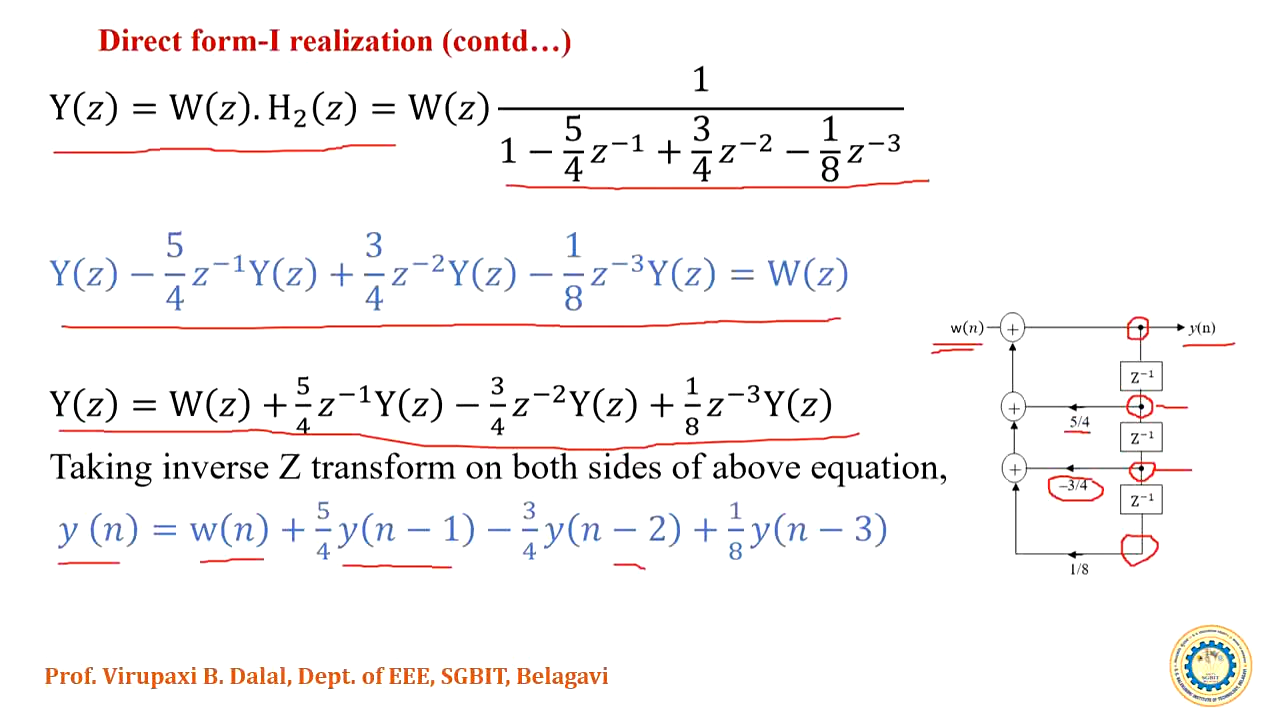 Direct form-I realization (contd…)
Y(z) = W(z). H₂(z) = W(z) 1 / (1 − 5/4 z⁻¹ + 3/4 z⁻² − 1/8 z⁻³)
Y(z) − 5/4 z⁻¹Y(z) + 3/4 z⁻²Y(z) − 1/8 z⁻³Y(z) = W(z)
Y(z) = W(z) + 5/4 z⁻¹Y(z) − 3/4 z⁻²Y(z) + 1/8 z⁻³Y(z)
Taking inverse Z transform on both sides of above equation,
y (n) = w(n) + 5/4 y(n − 1) − 3/4 y(n − 2) + 1/8 y(n − 3)
w(n) + y(n)
Z⁻¹
+ 5/4
Z⁻¹
+ −3/4
Z⁻¹
1/8
Prof. Virupaxi B. Dalal, Dept. of EEE, SGBIT, Belagavi
SGBIT